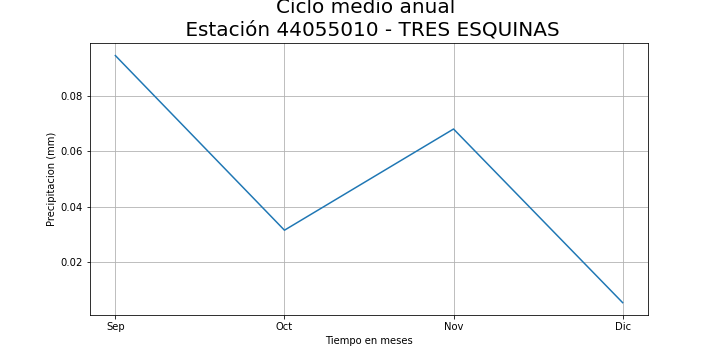 Ciclo medio anual
Estación 44055010 - TRES ESQUINAS
0.08
0.06
0.04
0.02
Precipitacion (mm)
Sep Oct Nov Dic
Tiempo en meses